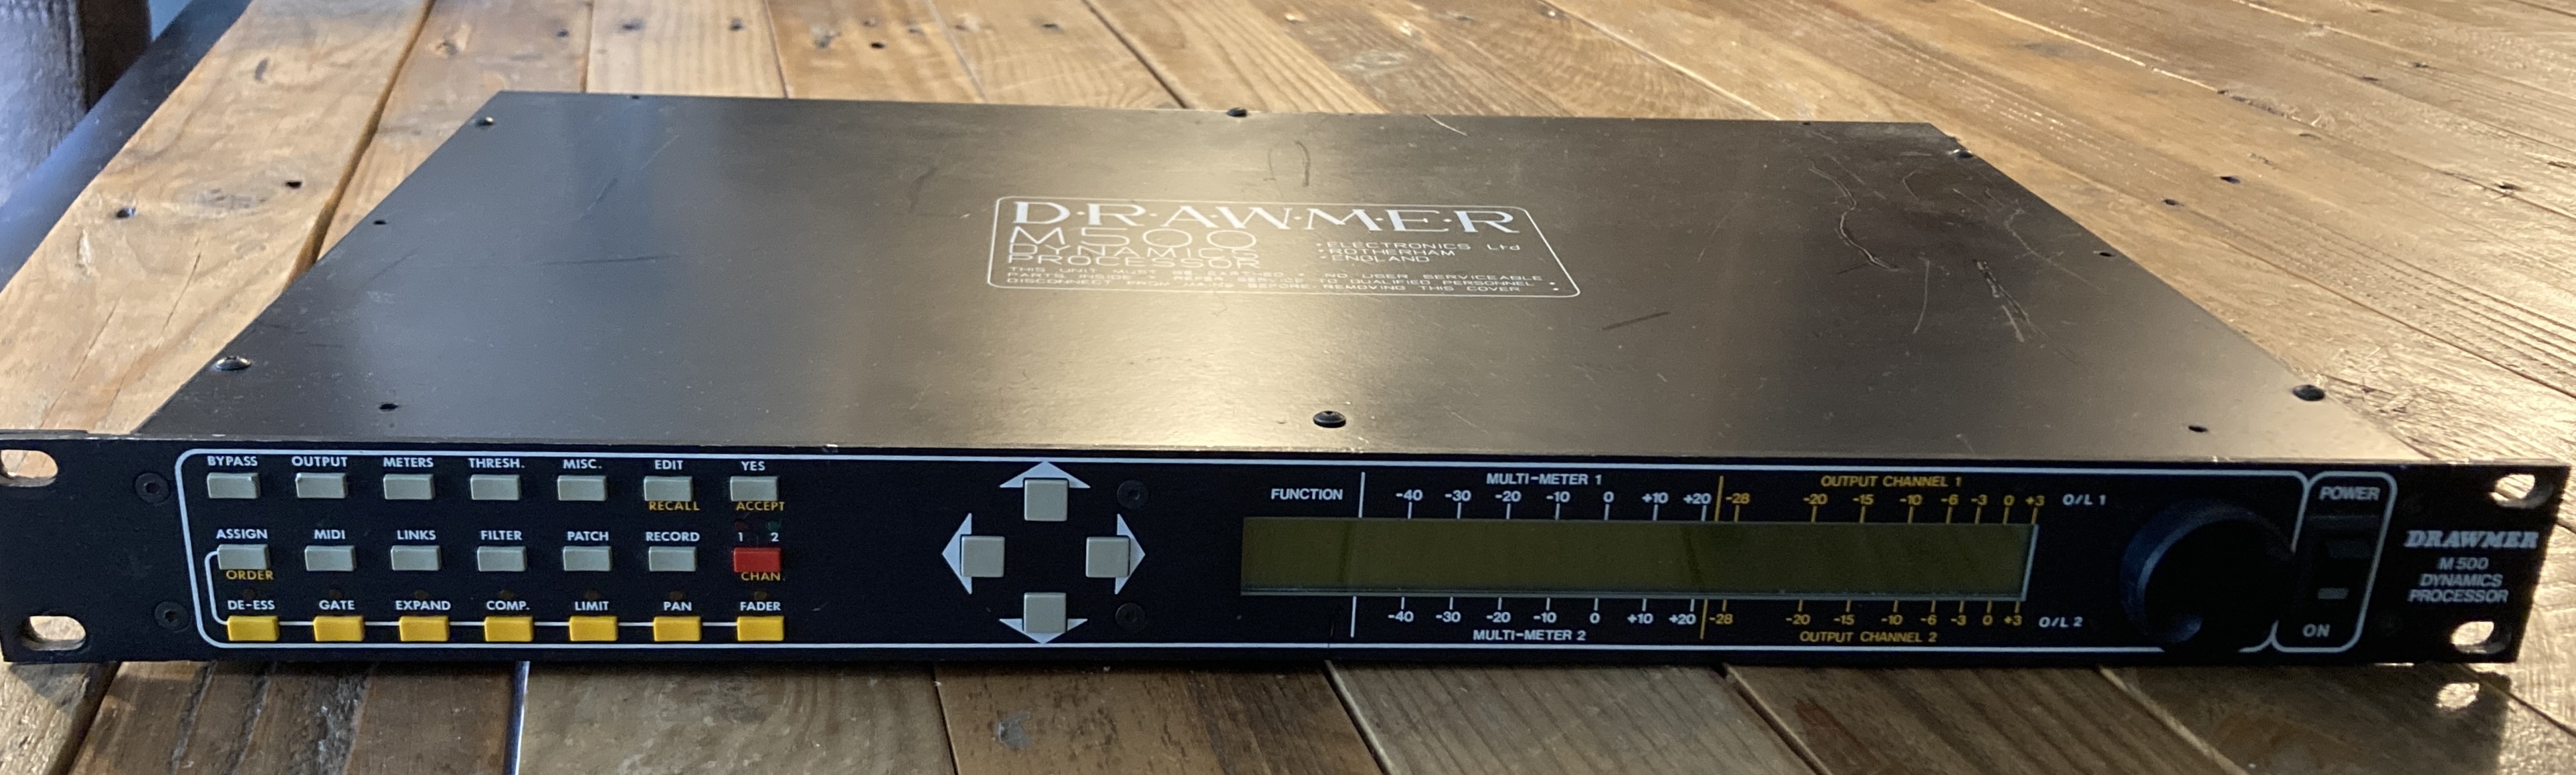 D·R·A·W·M·E·R
M500
DYNAMICS
PROCESSOR
• ELECTRONICS Ltd
• ROTHERHAM
• ENGLAND
THIS UNIT MUST BE EARTHED • NO USER SERVICEABLE
PARTS INSIDE • REFER SERVICING TO QUALIFIED PERSONNEL •
DISCONNECT FROM MAINS BEFORE REMOVING THIS COVER •
BYPASS OUTPUT METERS THRESH. MISC. EDIT YES
RECALL ACCEPT
ASSIGN MIDI LINKS FILTER PATCH RECORD 1 2
ORDER CHAN.
DE-ESS GATE EXPAND COMP. LIMIT PAN FADER
FUNCTION
MULTI-METER 1
-40 -30 -20 -10 0 +10 +20
OUTPUT CHANNEL 1
-28 -20 -15 -10 -6 -3 0 +3 O/L 1
-40 -30 -20 -10 0 +10 +20
MULTI-METER 2
-28 -20 -15 -10 -6 -3 0 +3 O/L 2
OUTPUT CHANNEL 2
POWER
ON
DRAWMER
M 500
DYNAMICS
PROCESSOR